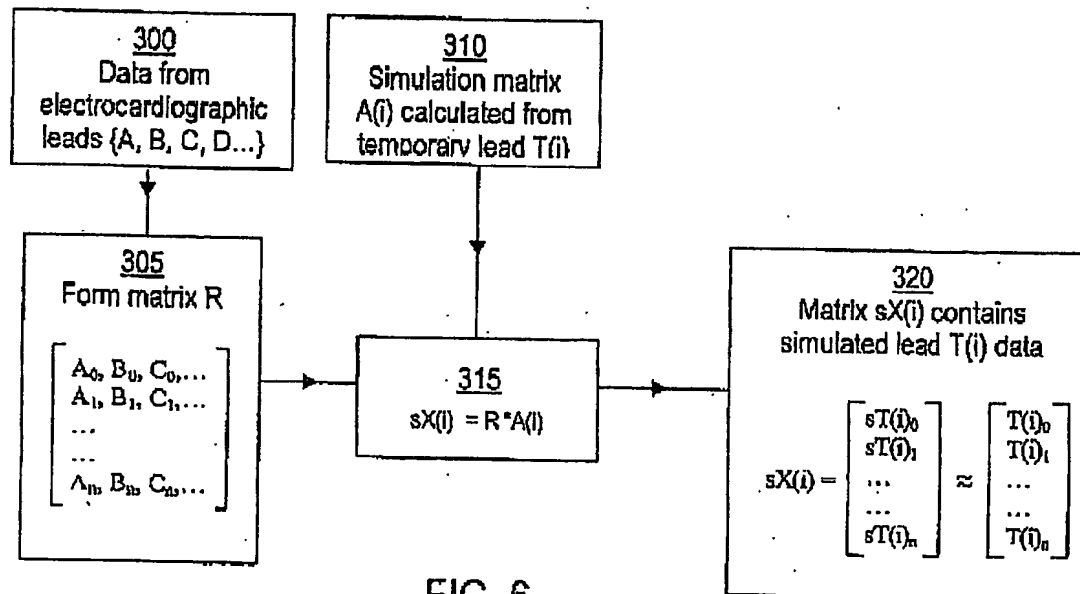 300
Data from
electrocardiographic
leads {A, B, C, D...}
310
Simulation matrix
A(i) calculated from
temporary lead T(i)
305
Form matrix R
A₀, B₀, C₀,...
A₁, B₁, C₁,...
...
...
Aₙ, Bₙ, Cₙ,...
315
sX(i) = R*A(i)
320
Matrix sX(i) contains
simulated lead T(i) data
sX(i) =
sT(i)₀
sT(i)₁
...
...
sT(i)ₙ
≈
T(i)₀
T(i)₁
...
...
T(i)ₙ
FIG. 6